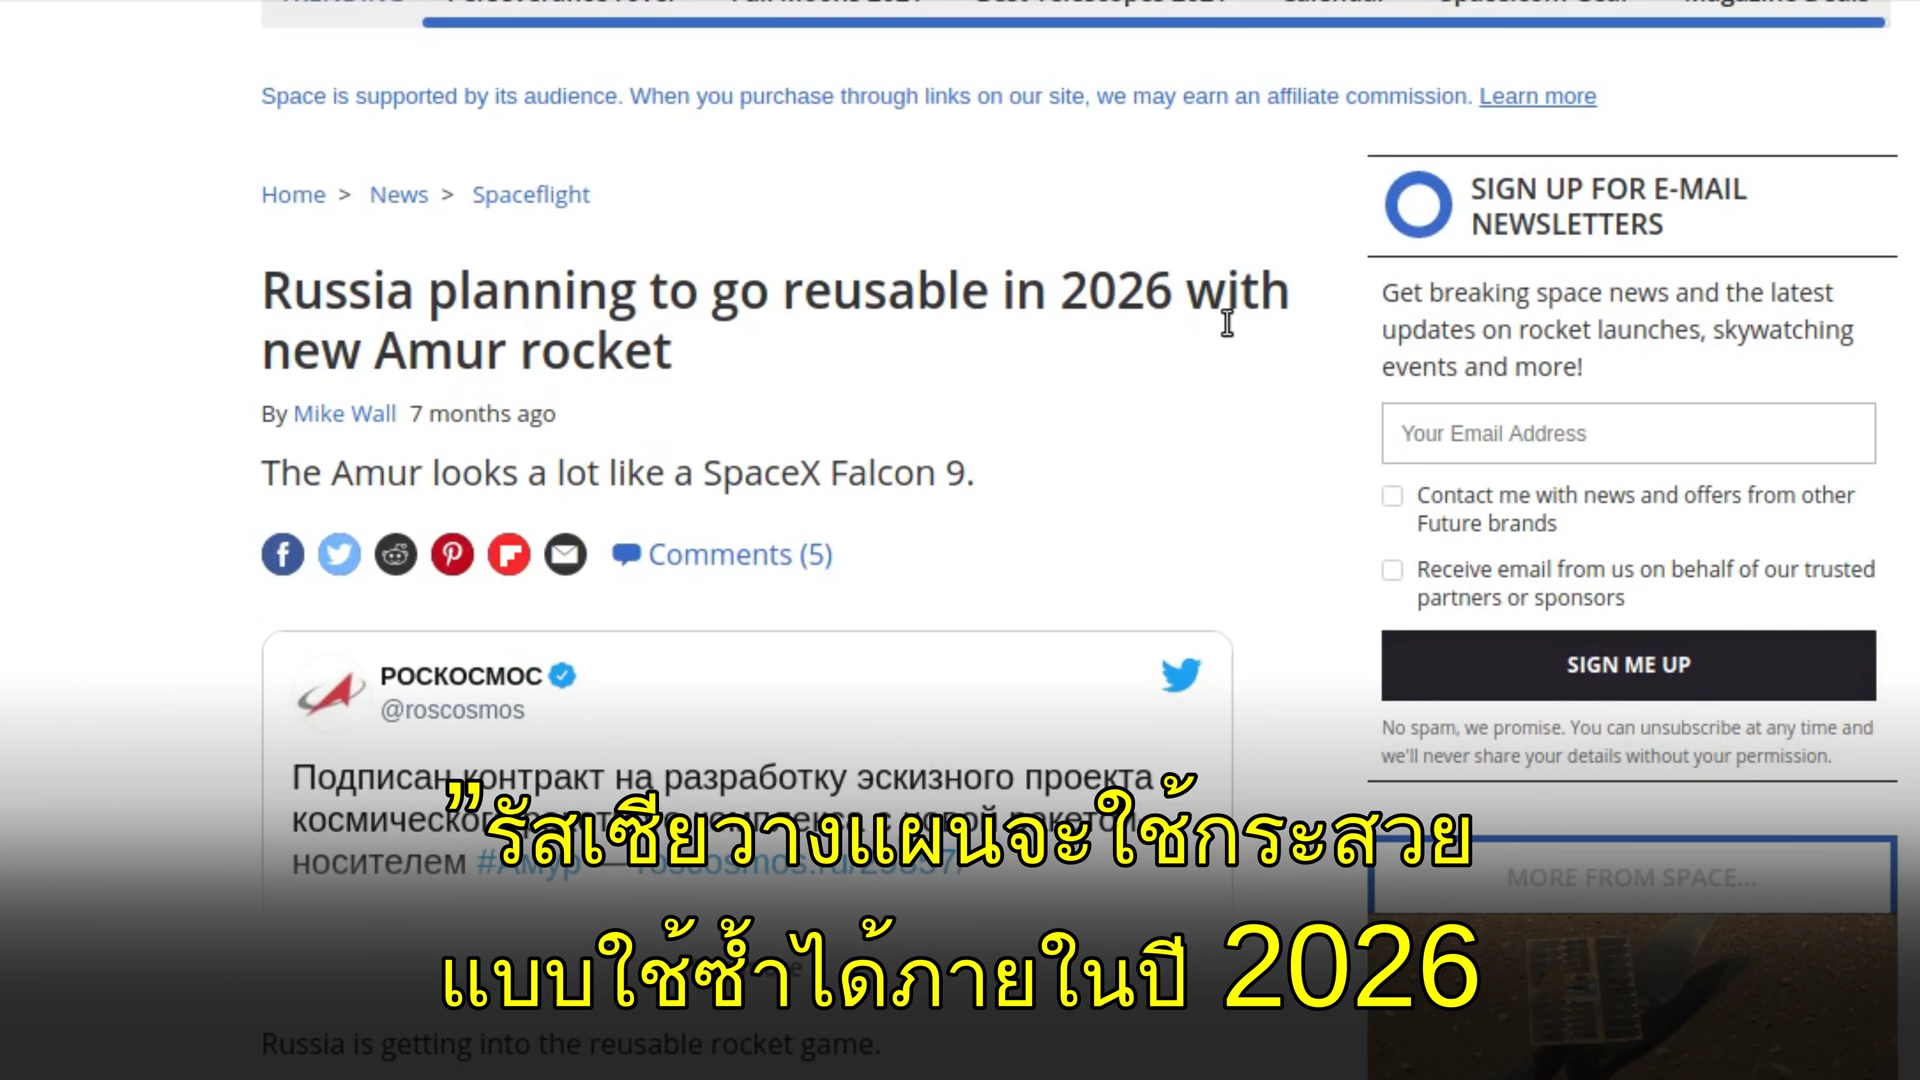 Space is supported by its audience. When you purchase through links on our site, we may earn an affiliate commission. Learn more
Home > News > Spaceflight
Russia planning to go reusable in 2026 with
new Amur rocket
By Mike Wall 7 months ago
The Amur looks a lot like a SpaceX Falcon 9.
Comments (5)
РОСКОСМОС
@roscosmos
Подписан контракт на разработку эскизного проекта
носителем
"รัสเซียวางแผนจะใช้กระสวย
แบบใช้ซ้ำได้ภายในปี 2026
Russia is getting into the reusable rocket game.
SIGN UP FOR E-MAIL
NEWSLETTERS
Get breaking space news and the latest
updates on rocket launches, skywatching
events and more!
Your Email Address
Contact me with news and offers from other
Future brands
Receive email from us on behalf of our trusted
partners or sponsors
SIGN ME UP
No spam, we promise. You can unsubscribe at any time and
we'll never share your details without your permission.
MORE FROM SPACE...